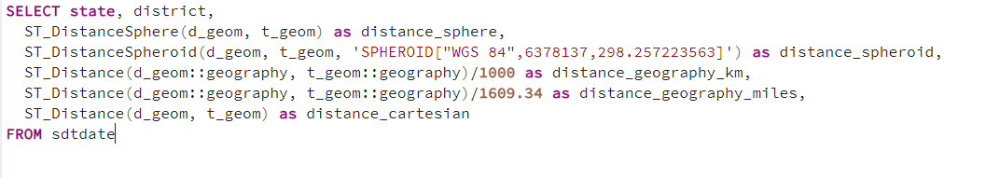 SELECT state, district,
ST_DistanceSphere(d_geom, t_geom) as distance_sphere,
ST_DistanceSpheroid(d_geom, t_geom, 'SPHEROID["WGS 84",6378137,298.257223563]') as distance_spheroid,
ST_Distance(d_geom::geography, t_geom::geography)/1000 as distance_geography_km,
ST_Distance(d_geom::geography, t_geom::geography)/1609.34 as distance_geography_miles,
ST_Distance(d_geom, t_geom) as distance_cartesian
FROM sdtdate